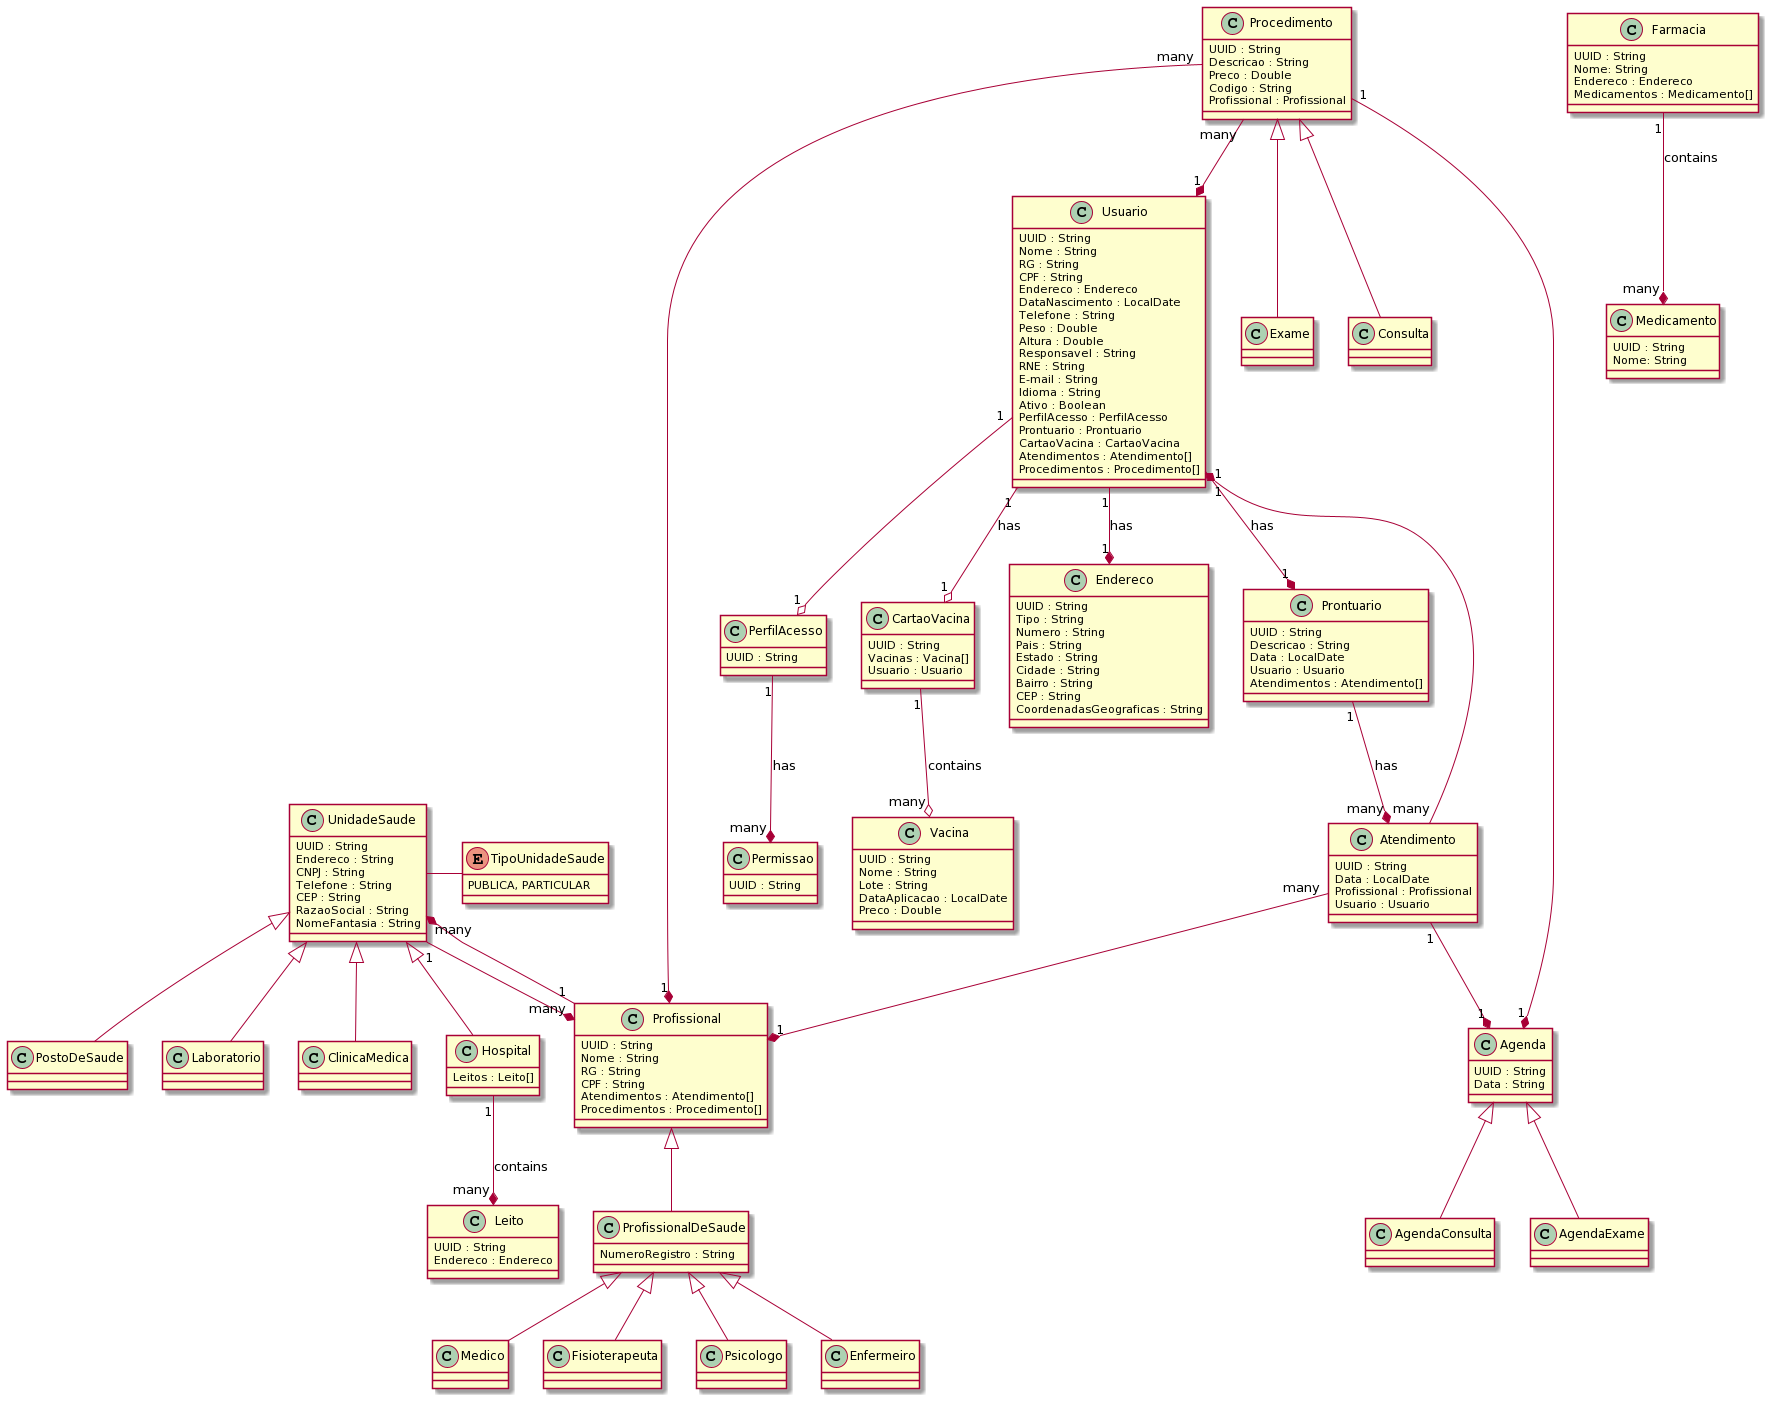 C Procedimento
UUID : String
Descricao : String
Preco : Double
Codigo : String
Profissional : Profissional
many
many
1
C Farmacia
UUID : String
Nome: String
Endereco : Endereco
Medicamentos : Medicamento[]
1
contains
many
C Medicamento
UUID : String
Nome: String
1
C Usuario
UUID : String
Nome : String
RG : String
CPF : String
Endereco : Endereco
DataNascimento : LocalDate
Telefone : String
Peso : Double
Altura : Double
Responsavel : String
RNE : String
E-mail : String
Idioma : String
Ativo : Boolean
PerfilAcesso : PerfilAcesso
Prontuario : Prontuario
CartaoVacina : CartaoVacina
Atendimentos : Atendimento[]
Procedimentos : Procedimento[]
C Exame
C Consulta
1
1
has
1
has
1
1
has
1
1
1
1
C PerfilAcesso
UUID : String
C CartaoVacina
UUID : String
Vacinas : Vacina[]
Usuario : Usuario
C Endereco
UUID : String
Tipo : String
Numero : String
Pais : String
Estado : String
Cidade : String
Bairro : String
CEP : String
CoordenadasGeograficas : String
C Prontuario
UUID : String
Descricao : String
Data : LocalDate
Usuario : Usuario
Atendimentos : Atendimento[]
1
has
many
1
contains
many
1
has
many
many
C UnidadeSaude
UUID : String
Endereco : String
CNPJ : String
Telefone : String
CEP : String
RazaoSocial : String
NomeFantasia : String
E TipoUnidadeSaude
PUBLICA, PARTICULAR
C Permissao
UUID : String
C Vacina
UUID : String
Nome : String
Lote : String
DataAplicacao : LocalDate
Preco : Double
C Atendimento
UUID : String
Data : LocalDate
Profissional : Profissional
Usuario : Usuario
many
many
1
1
many
1
1
1
1
1
C PostoDeSaude
C Laboratorio
C ClinicaMedica
C Hospital
Leitos : Leito[]
C Profissional
UUID : String
Nome : String
RG : String
CPF : String
Atendimentos : Atendimento[]
Procedimentos : Procedimento[]
C Agenda
UUID : String
Data : String
1
contains
many
C Leito
UUID : String
Endereco : Endereco
C ProfissionalDeSaude
NumeroRegistro : String
C AgendaConsulta
C AgendaExame
C Medico
C Fisioterapeuta
C Psicologo
C Enfermeiro